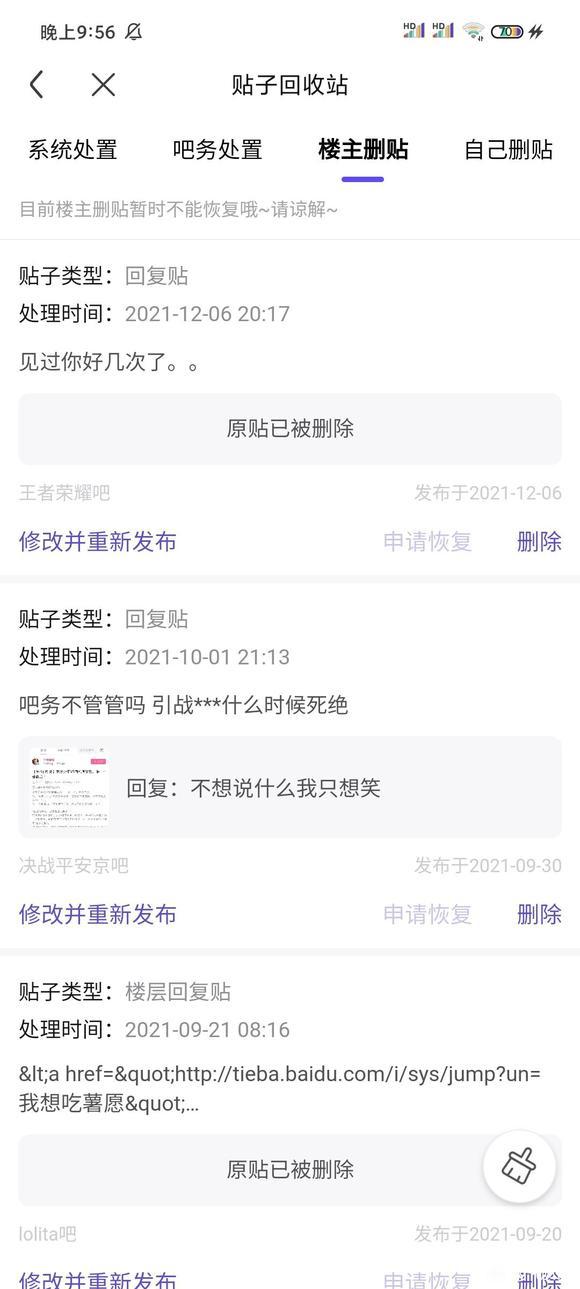 晚上9:56
HD
HD
70
贴子回收站
系统处置 吧务处置 楼主删贴 自己删贴
目前楼主删贴暂时不能恢复哦~请谅解~
贴子类型：回复贴
处理时间：2021-12-06 20:17
见过你好几次了。。
原贴已被删除
王者荣耀吧 发布于2021-12-06
修改并重新发布 申请恢复 删除
贴子类型：回复贴
处理时间：2021-10-01 21:13
吧务不管管吗 引战***什么时候死绝
回复：不想说什么我只想笑
决战平安京吧 发布于2021-09-30
修改并重新发布 申请恢复 删除
贴子类型：楼层回复贴
处理时间：2021-09-21 08:16
&lt;a href=&quot;http://tieba.baidu.com/i/sys/jump?un=
我想吃薯愿&quot;...
原贴已被删除
lolita吧 发布于2021-09-20
修改并重新发布 申请恢复 删除